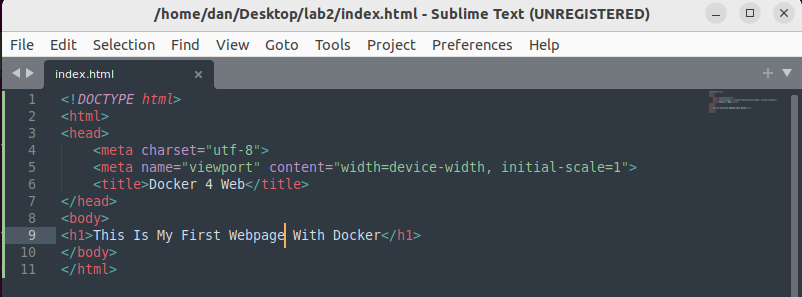 /home/dan/Desktop/lab2/index.html - Sublime Text (UNREGISTERED)
File Edit Selection Find View Goto Tools Project Preferences Help
index.html
1 <!DOCTYPE html>
2 <html>
3 <head>
4     <meta charset="utf-8">
5     <meta name="viewport" content="width=device-width, initial-scale=1">
6     <title>Docker 4 Web</title>
7 </head>
8 <body>
9 <h1>This Is My First Webpage With Docker</h1>
10 </body>
11 </html>